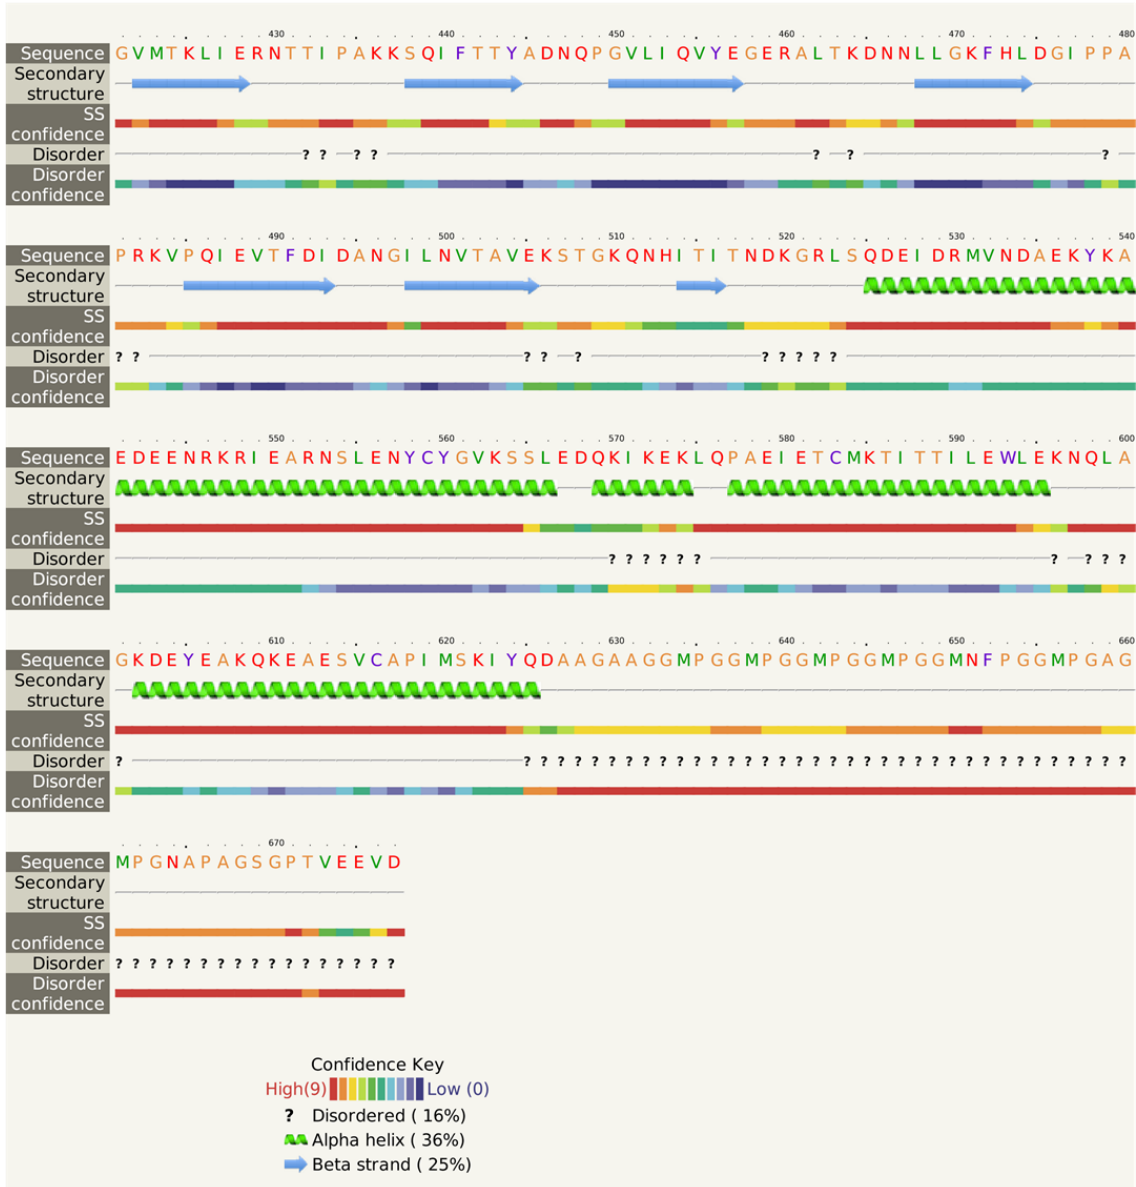 430 440 450 460 470 480
Sequence G V M T K L I E R N T T I P A K K S Q I F T T Y A D N Q P G V L I Q V Y E G E R A L T K D N N L L G K F H L D G I P P A
Secondary
structure
SS
confidence
Disorder ? ? ? ? ? ? ?
Disorder
confidence
490 500 510 520 530 540
Sequence P R K V P Q I E V T F D I D A N G I L N V T A V E K S T G K Q N H I T I T N D K G R L S Q D E I D R M V N D A E K Y K A
Secondary
structure
SS
confidence
Disorder ? ? ? ? ? ? ? ? ? ?
Disorder
confidence
550 560 570 580 590 600
Sequence E D E E N R K R I E A R N S L E N Y C Y G V K S S L E D Q K I K E K L Q P A E I E T C M K T I T T I L E W L E K N Q L A
Secondary
structure
SS
confidence
Disorder ? ? ? ? ? ? ? ? ? ?
Disorder
confidence
610 620 630 640 650 660
Sequence G K D E Y E A K Q K E A E S V C A P I M S K I Y Q D A A G A A G G M P G G M P G G M P G G M P G G M N F P G G M P G A G
Secondary
structure
SS
confidence
Disorder ? ? ? ? ? ? ? ? ? ? ? ? ? ? ? ? ? ? ? ? ? ? ? ? ? ? ? ? ? ? ? ? ? ? ? ? ?
Disorder
confidence
670
Sequence M P G N A P A G S G P T V E E V D
Secondary
structure
SS
confidence
Disorder ? ? ? ? ? ? ? ? ? ? ? ? ? ? ? ? ?
Disorder
confidence
Confidence Key
High(9) Low (0)
? Disordered ( 16%)
Alpha helix ( 36%)
Beta strand ( 25%)